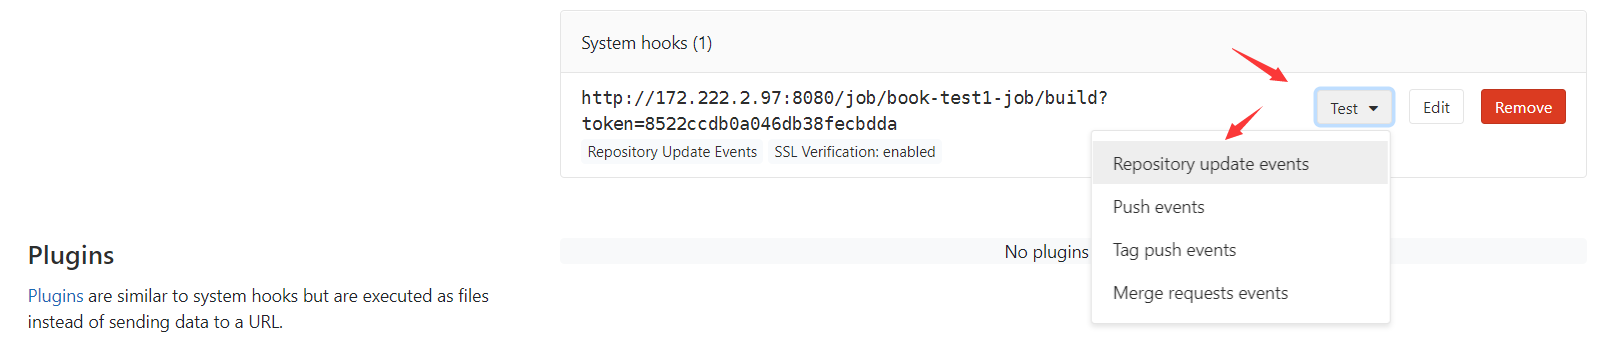 System hooks (1)
http://172.222.2.97:8080/job/book-test1-job/build?
token=8522ccdb0a046db38fecbdda
Repository Update Events SSL Verification: enabled
Test Edit Remove
Repository update events
Push events
Tag push events
Merge requests events
Plugins
Plugins are similar to system hooks but are executed as files
instead of sending data to a URL.
No plugins